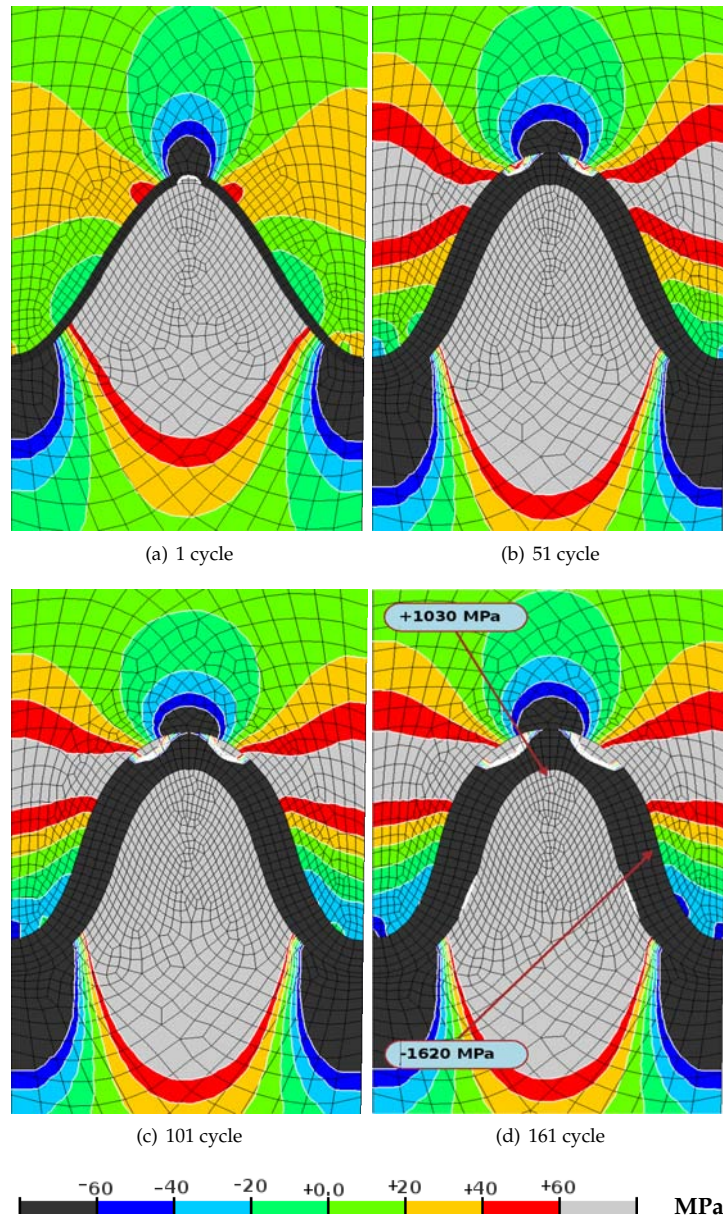 (a) 1 cycle
(b) 51 cycle
+1030 MPa
-1620 MPa
(c) 101 cycle
(d) 161 cycle
-60 -40 -20 +0.0 +20 +40 +60
MPa